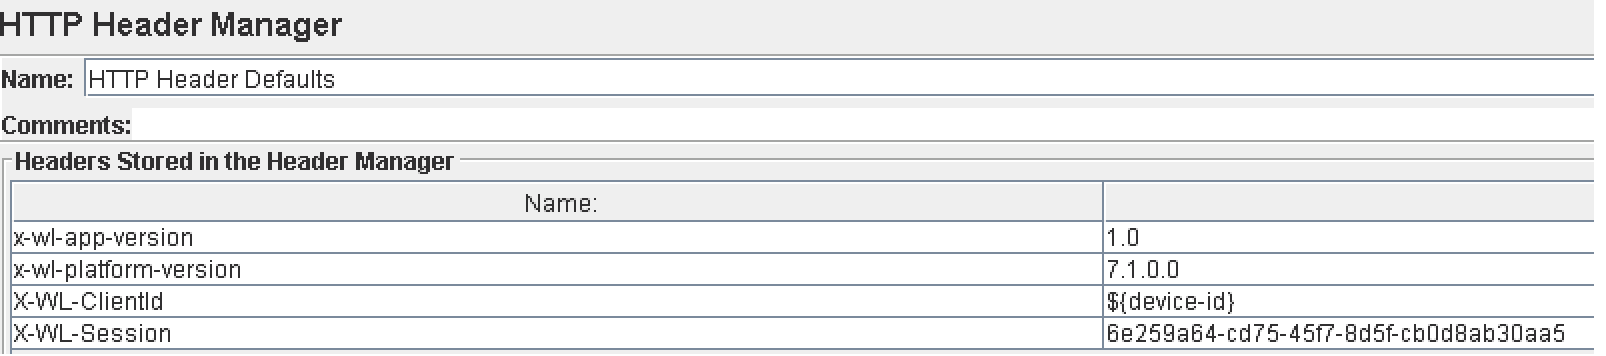 HTTP Header Manager
Name: HTTP Header Defaults
Comments:
Headers Stored in the Header Manager
Name:
x-wl-app-version 1.0
x-wl-platform-version 7.1.0.0
X-WL-ClientId ${device-id}
X-WL-Session 6e259a64-cd75-45f7-8d5f-cb0d8ab30aa5